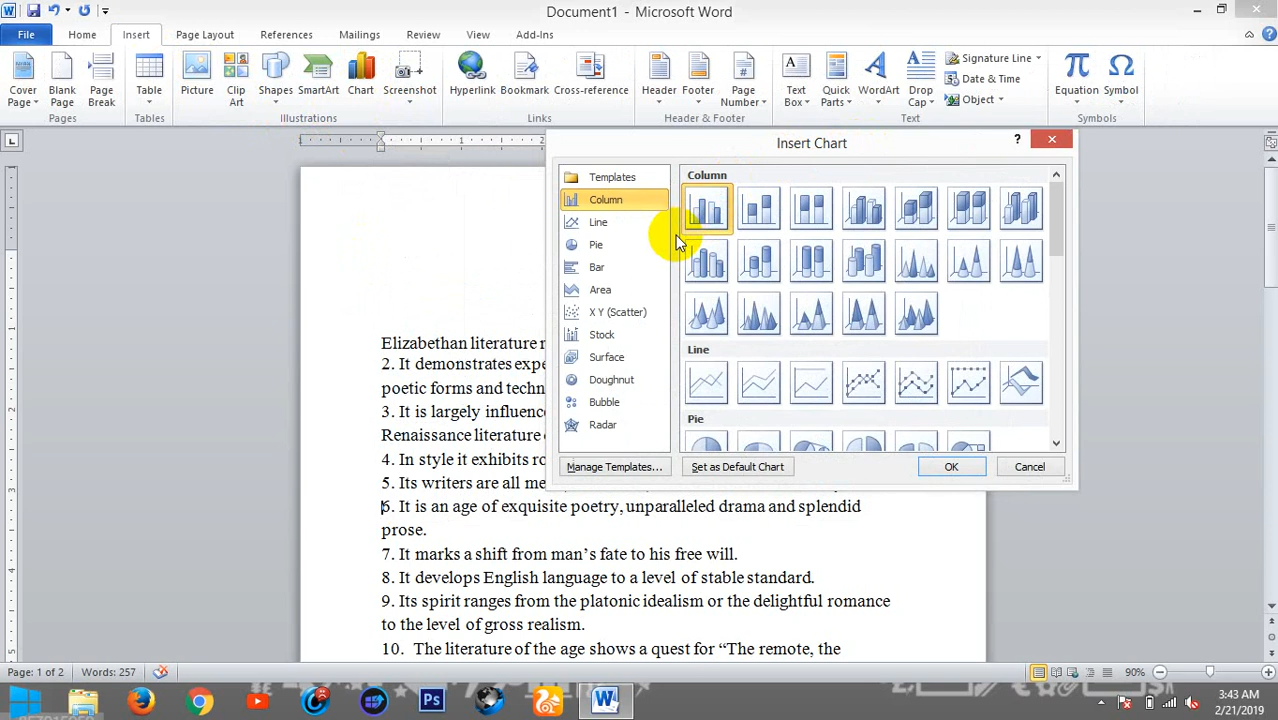 Document1 - Microsoft Word
File Home Insert Page Layout References Mailings Review View Add-Ins
Cover Page
Blank Page
Page Break
Table
Picture
Clip Art
Shapes
SmartArt
Chart
Screenshot
Hyperlink
Bookmark
Cross-reference
Header
Footer
Page Number
Text Box
Quick Parts
WordArt
Drop Cap
Signature Line
Date & Time
Object
Equation
Symbol
Pages Tables Illustrations Links Header & Footer Text Symbols
Insert Chart
Templates
Column
Line
Pie
Bar
Area
X Y (Scatter)
Stock
Surface
Doughnut
Bubble
Radar
Column
Line
Pie
Manage Templates... Set as Default Chart OK Cancel
Elizabethan literature
2. It demonstrates
poetic forms and
3. It is largely
Renaissance literature
4. In style it exhibits
5. Its writers are all
6. It is an age of exquisite poetry, unparalleled drama and splendid
prose.
7. It marks a shift from man’s fate to his free will.
8. It develops English language to a level of stable standard.
9. Its spirit ranges from the platonic idealism or the delightful romance
to the level of gross realism.
10. The literature of the age shows a quest for “The remote, the
Page: 1 of 2 Words: 257 90%
Ps
3:43 AM
2/21/2019